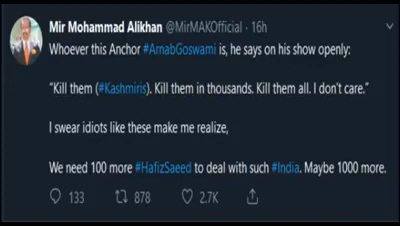 Mir Mohammad Alikhan @MirMAKOfficial · 16h
Whoever this Anchor #ArnabGoswami is, he says on his show openly:
"Kill them (#Kashmiris). Kill them in thousands. Kill them all. I don't care."
I swear idiots like these make me realize,
We need 100 more #HafizSaeed to deal with such #India. Maybe 1000 more.
133 878 2.7K